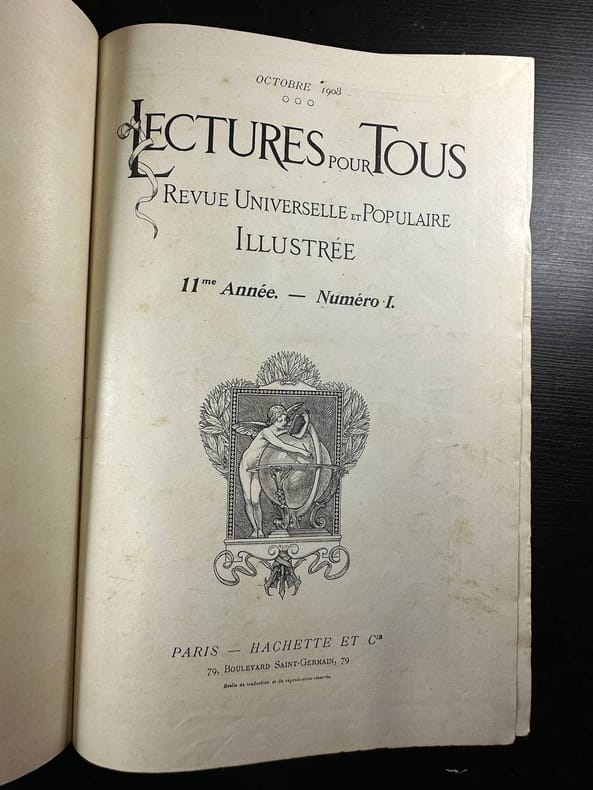 OCTOBRE 1908
LECTURES POUR TOUS
REVUE UNIVERSELLE ET POPULAIRE
ILLUSTRÉE
11me Année. — Numéro I.
PARIS — HACHETTE ET Cie
79, BOULEVARD SAINT-GERMAIN, 79
Droits de traduction et de reproduction réservés.